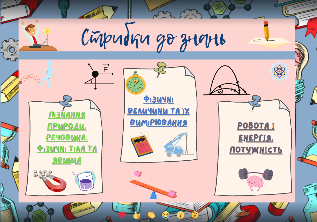 Стрибки до знань
F
ПІЗНАННЯ
ПРИРОДИ.
РЕЧОВИНА.
ФІЗИЧНІ ТІЛА ТА
ЯВИЩА
ФІЗИЧНІ
ВЕЛИЧИНИ ТА ЇХ
ВИМІРЮВАННЯ
РОБОТА І
ЕНЕРГІЯ.
ПОТУЖНІСТЬ